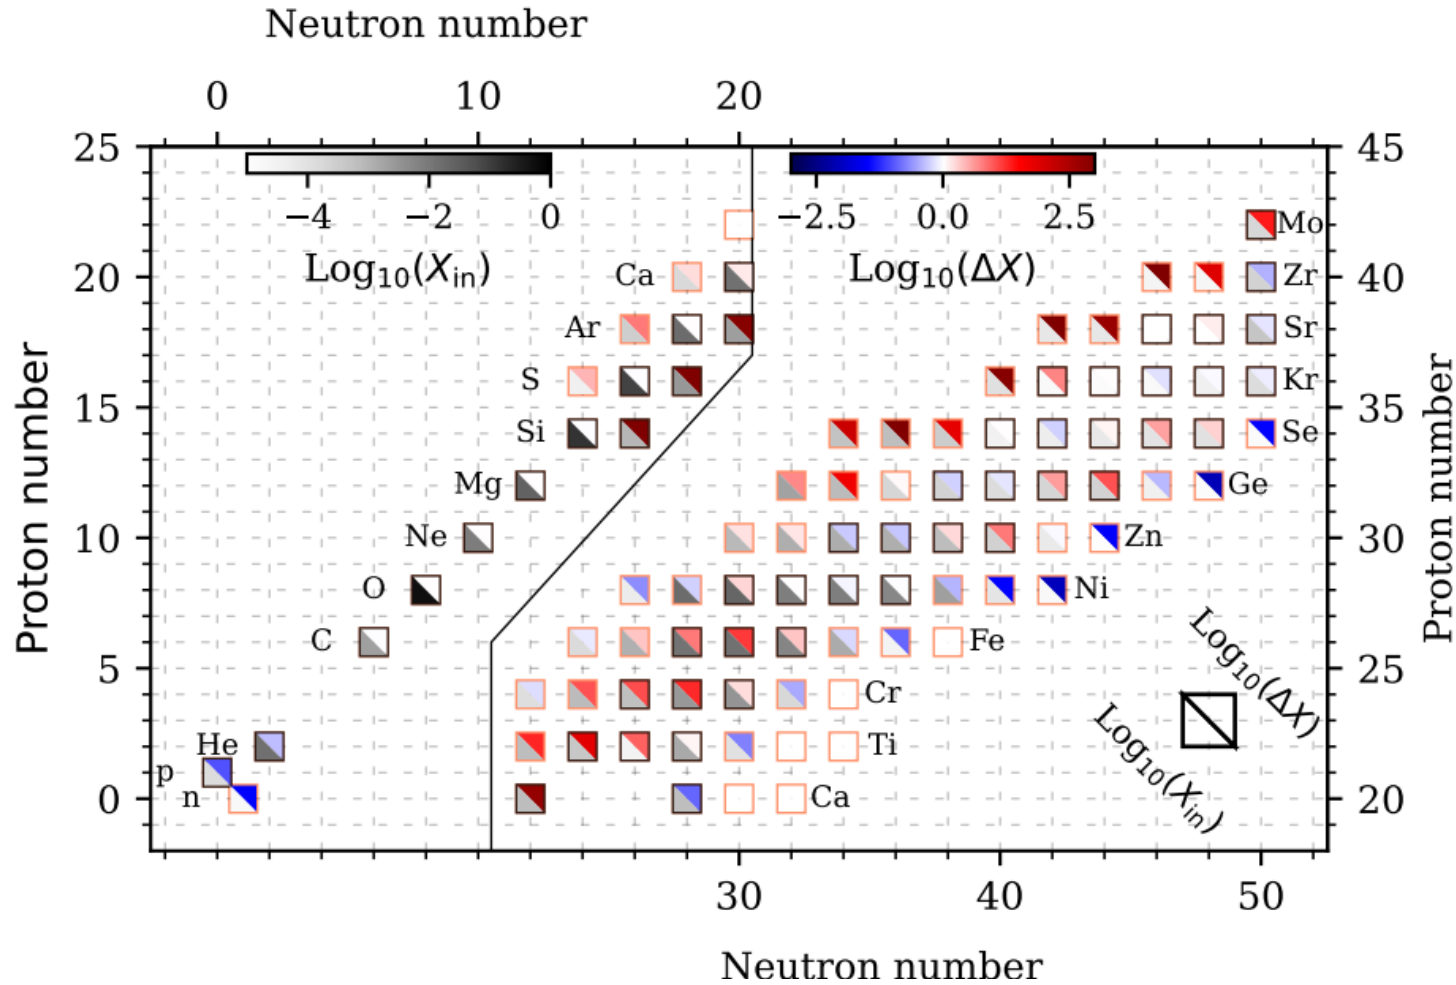 Neutron number
0 10 20
25 45
−4 −2 0 −2.5 0.0 2.5
Mo
Log₁₀(Xᵢₙ) Log₁₀(ΔX)
20 Ca Zr 40
Ar Sr
S Kr
15 35
Si Se
Mg Ge
10 Ne Zn 30
O Ni
C Fe
5 25
Cr
He Ti
p
0 n Ca 20
Proton number
Proton number
Log₁₀(ΔX)
Log₁₀(Xᵢₙ)
30 40 50
Neutron number